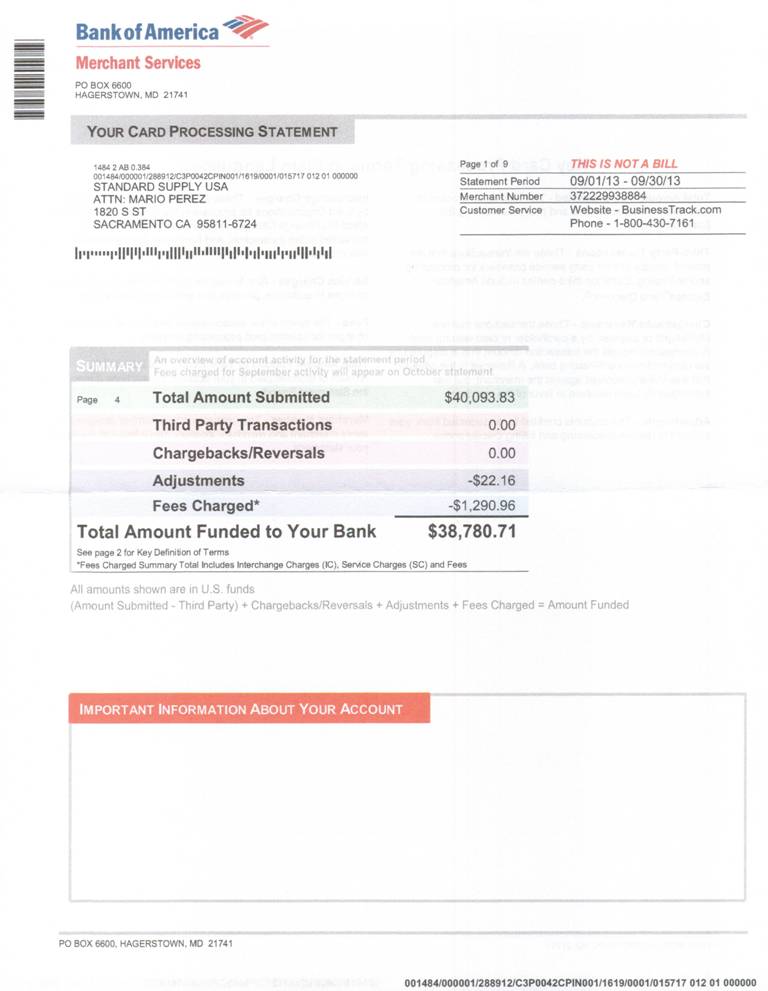 Bank of America
Merchant Services
PO BOX 6600
HAGERSTOWN, MD 21741
YOUR CARD PROCESSING STATEMENT
1484 2 AB 0.384
001484/000001/288912/C3P0042CPIN001/1619/0001/015717 012 01 000000
STANDARD SUPPLY USA
ATTN: MARIO PEREZ
1820 S ST
SACRAMENTO CA 95811-6724
Page 1 of 9 THIS IS NOT A BILL
Statement Period 09/01/13 - 09/30/13
Merchant Number 372229938884
Customer Service Website - BusinessTrack.com
Phone - 1-800-430-7161
SUMMARY An overview of account activity for the statement period.
Fees charged for September activity will appear on October statement.
Page 4 Total Amount Submitted $40,093.83
Third Party Transactions 0.00
Chargebacks/Reversals 0.00
Adjustments -$22.16
Fees Charged* -$1,290.96
Total Amount Funded to Your Bank $38,780.71
See page 2 for Key Definition of Terms
*Fees Charged Summary Total Includes Interchange Charges (IC), Service Charges (SC) and Fees
All amounts shown are in U.S. funds
(Amount Submitted - Third Party) + Chargebacks/Reversals + Adjustments + Fees Charged = Amount Funded
IMPORTANT INFORMATION ABOUT YOUR ACCOUNT
PO BOX 6600, HAGERSTOWN, MD 21741
001484/000001/288912/C3P0042CPIN001/1619/0001/015717 012 01 000000